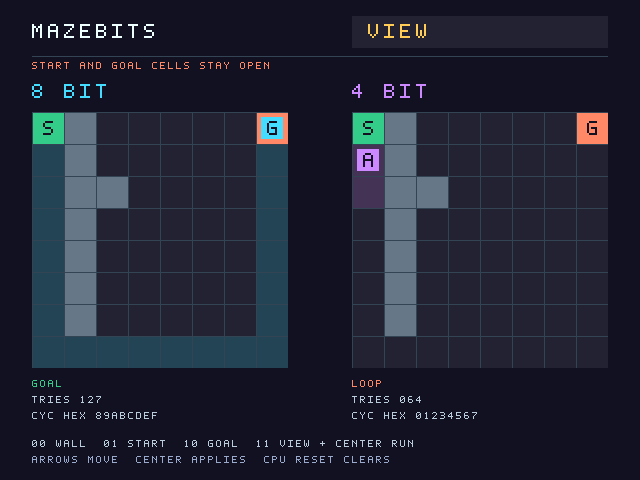 MAZEBITS
VIEW
START AND GOAL CELLS STAY OPEN
8 BIT
4 BIT
S
G
S
G
A
GOAL
TRIES 127
CYC HEX 89ABCDEF
LOOP
TRIES 064
CYC HEX 01234567
00 WALL 01 START 10 GOAL 11 VIEW + CENTER RUN
ARROWS MOVE CENTER APPLIES CPU RESET CLEARS